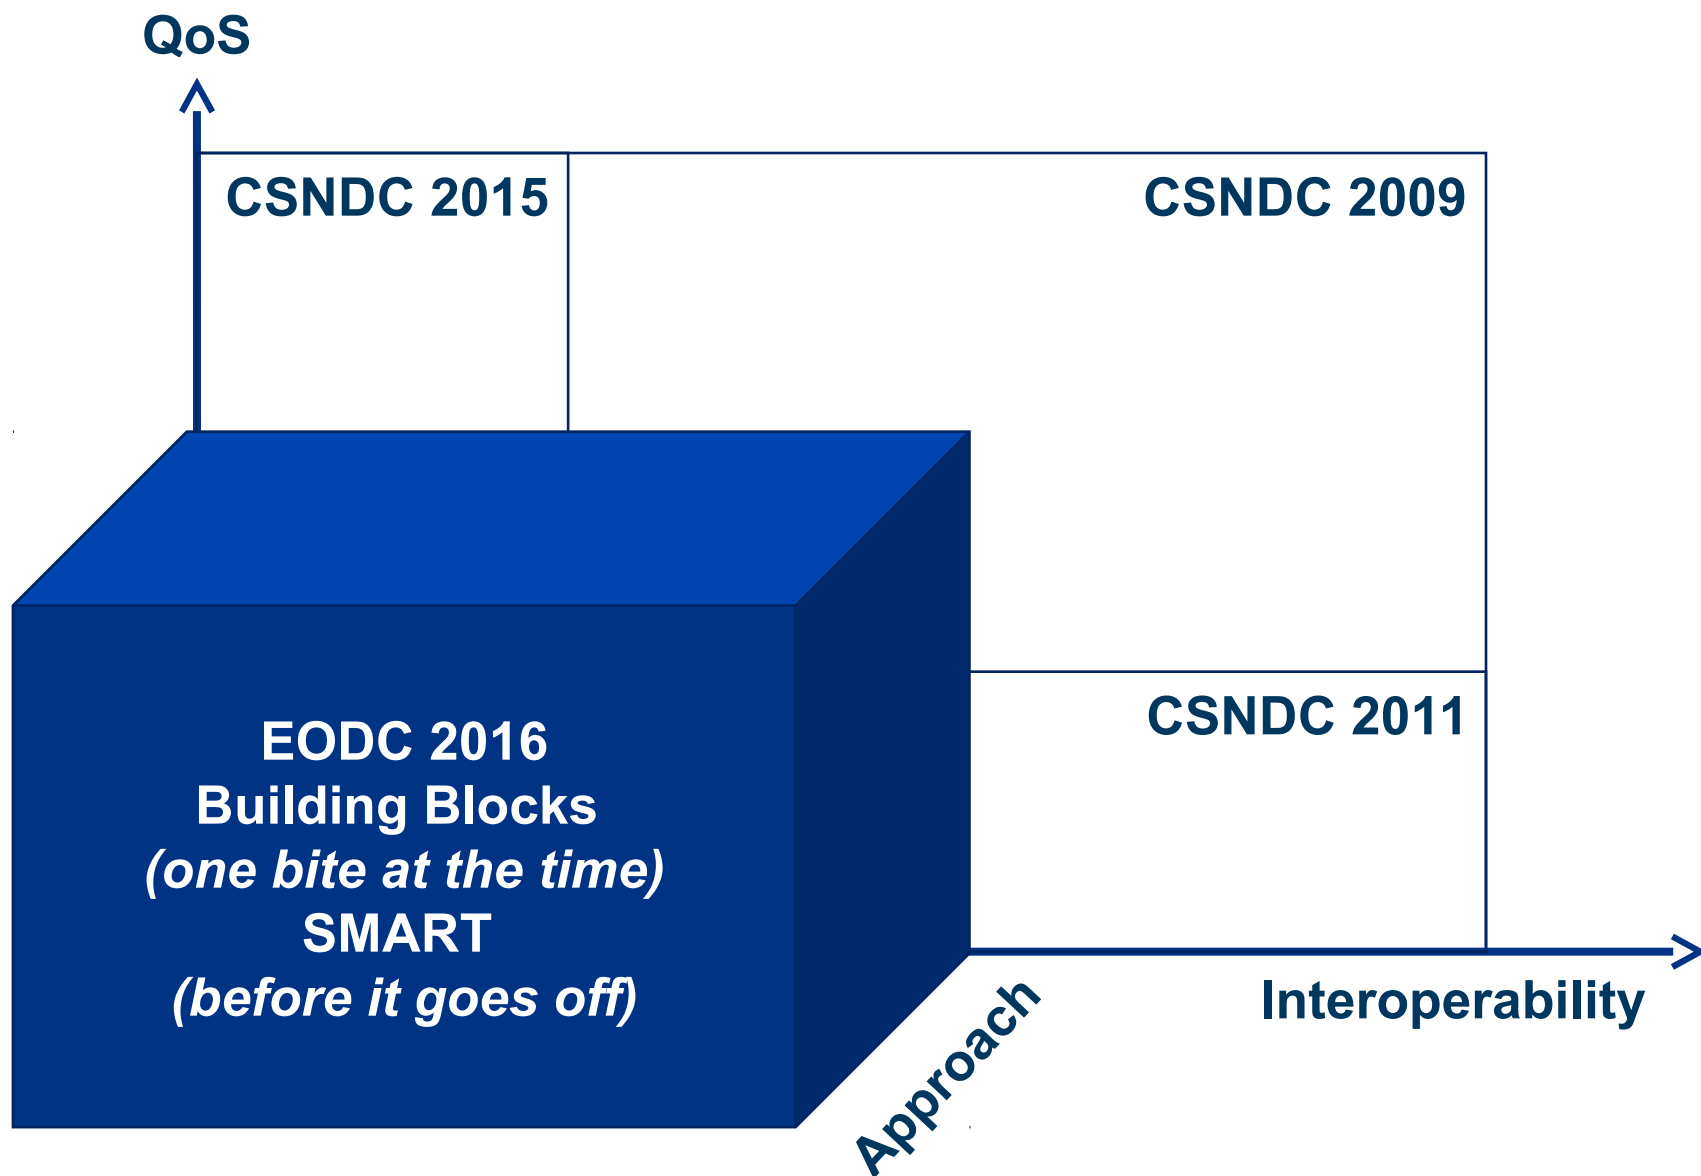 QoS
CSNDC 2015
CSNDC 2009
CSNDC 2011
EODC 2016
Building Blocks
(one bite at the time)
SMART
(before it goes off)
Interoperability
Approach